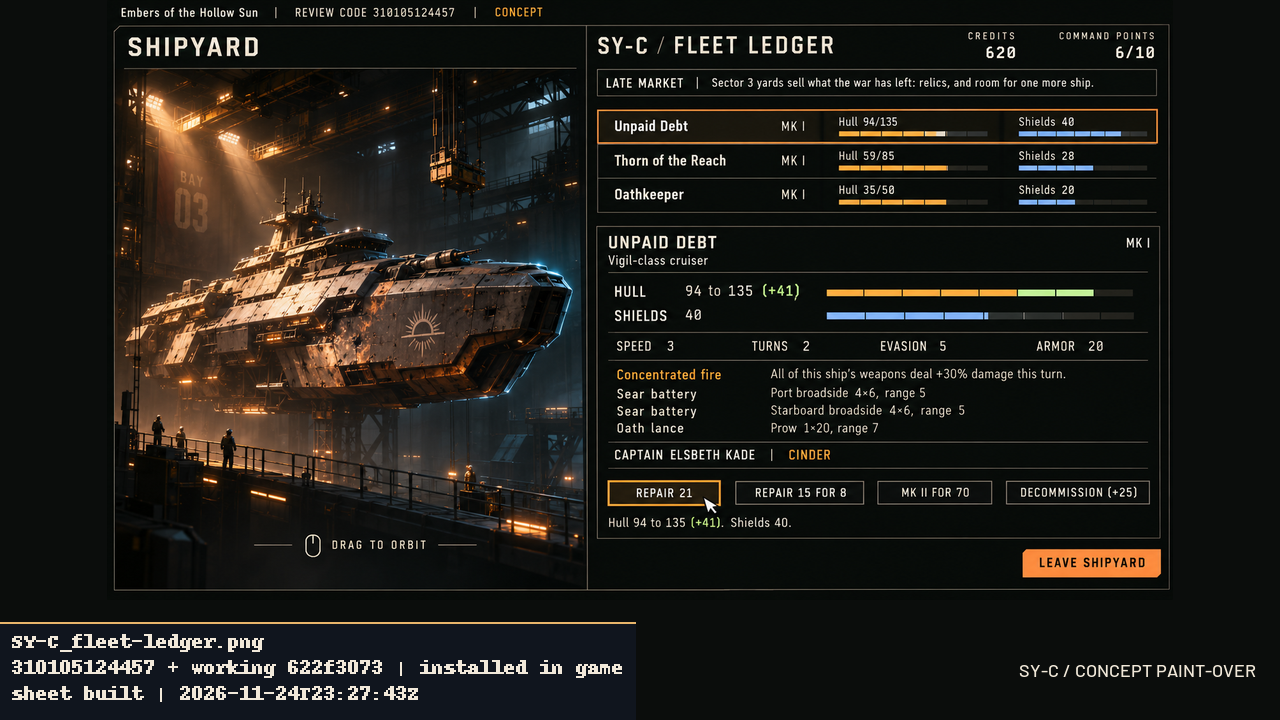 Embers of the Hollow Sun | REVIEW CODE 310105124457 | CONCEPT
SHIPYARD
BAY
03
DRAG TO ORBIT
SY-C / FLEET LEDGER
CREDITS
620
COMMAND POINTS
6/10
LATE MARKET | Sector 3 yards sell what the war has left: relics, and room for one more ship.
Unpaid Debt MK I Hull 94/135 Shields 40
Thorn of the Reach MK I Hull 59/85 Shields 28
Oathkeeper MK I Hull 35/50 Shields 20
UNPAID DEBT MK I
Vigil-class cruiser
HULL 94 to 135 (+41)
SHIELDS 40
SPEED 3 TURNS 2 EVASION 5 ARMOR 20
Concentrated fire All of this ship's weapons deal +30% damage this turn.
Sear battery Port broadside 4×6, range 5
Sear battery Starboard broadside 4×6, range 5
Oath lance Prow 1×20, range 7
CAPTAIN ELSBETH KADE | CINDER
REPAIR 21 REPAIR 15 FOR 8 MK II FOR 70 DECOMMISSION (+25)
Hull 94 to 135 (+41). Shields 40.
LEAVE SHIPYARD
SY-C_fleet-ledger.png
310105124457 + working 622f3073 | installed in game
sheet built | 2026-11-24T23:27:43Z
SY-C / CONCEPT PAINT-OVER